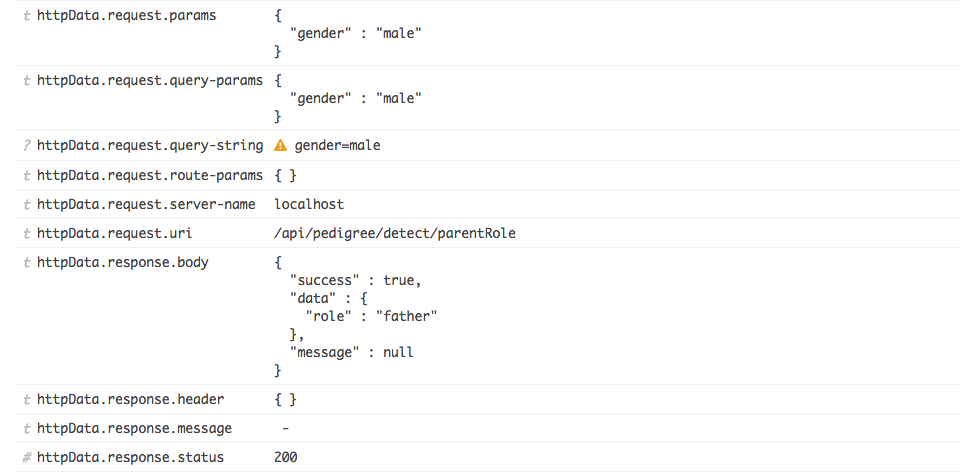 t httpData.request.params {
"gender" : "male"
}
t httpData.request.query-params {
"gender" : "male"
}
? httpData.request.query-string gender=male
t httpData.request.route-params { }
t httpData.request.server-name localhost
t httpData.request.uri /api/pedigree/detect/parentRole
t httpData.response.body {
"success" : true,
"data" : {
"role" : "father"
},
"message" : null
}
t httpData.response.header { }
t httpData.response.message -
# httpData.response.status 200